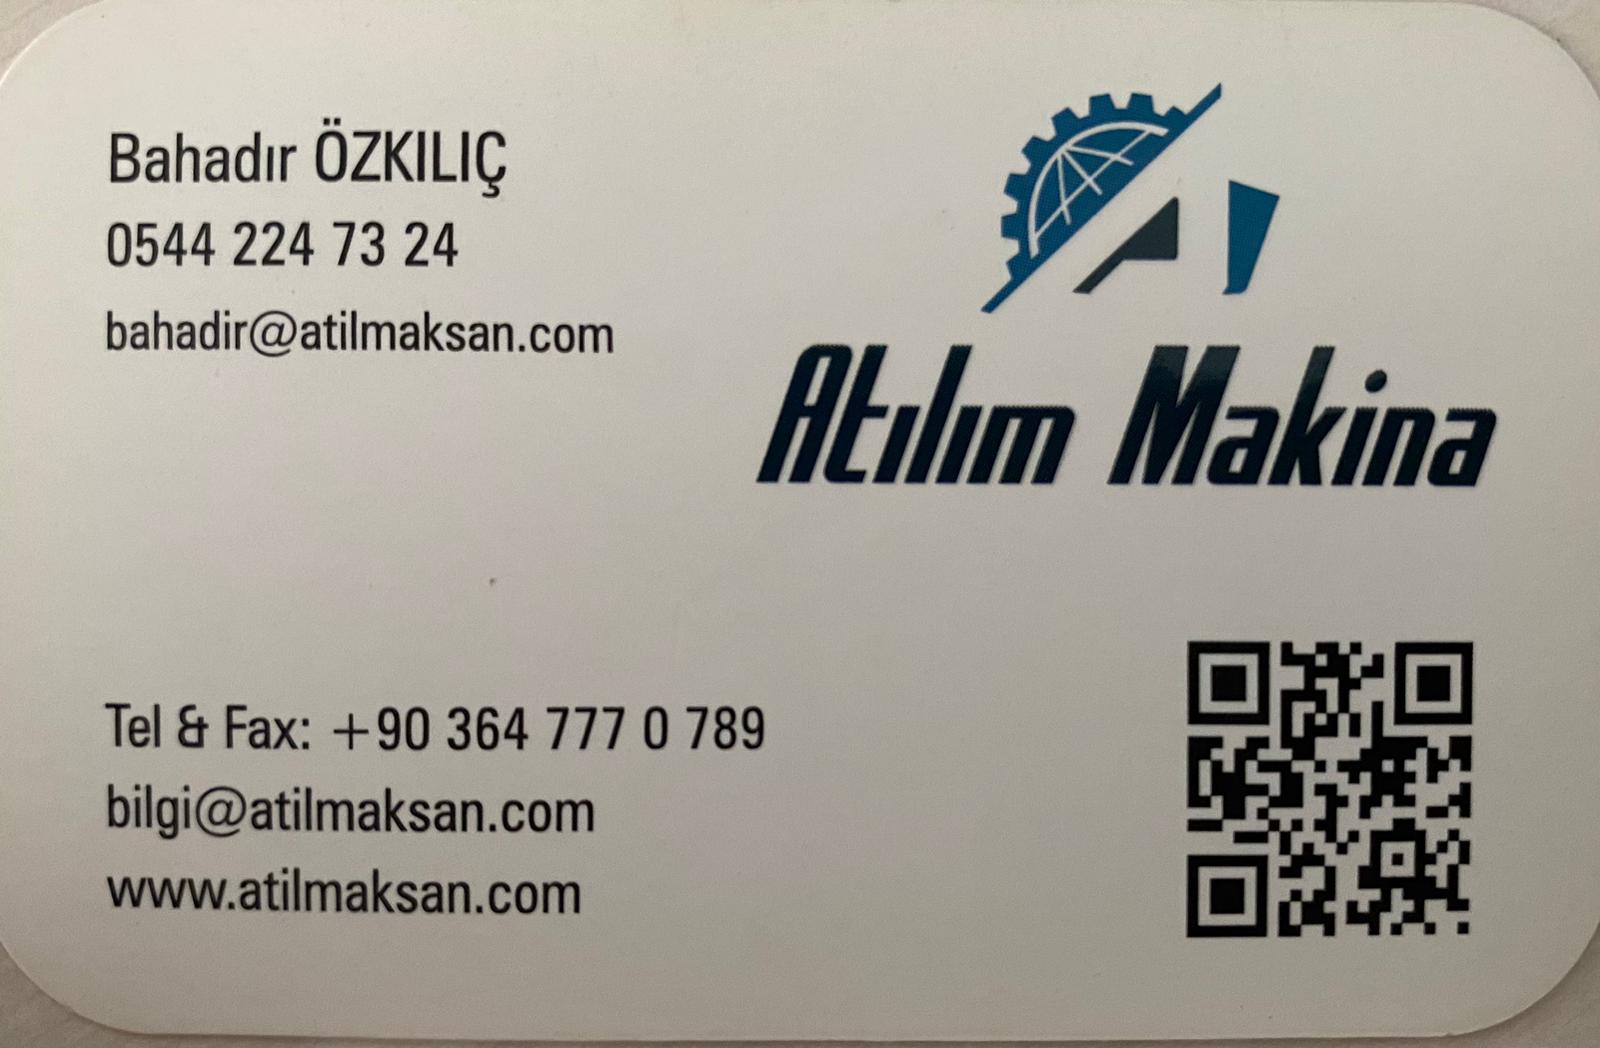 Bahadır ÖZKILIÇ
0544 224 73 24
bahadir@atilmaksan.com
Atılım Makina
Tel & Fax: +90 364 777 0 789
bilgi@atilmaksan.com
www.atilmaksan.com